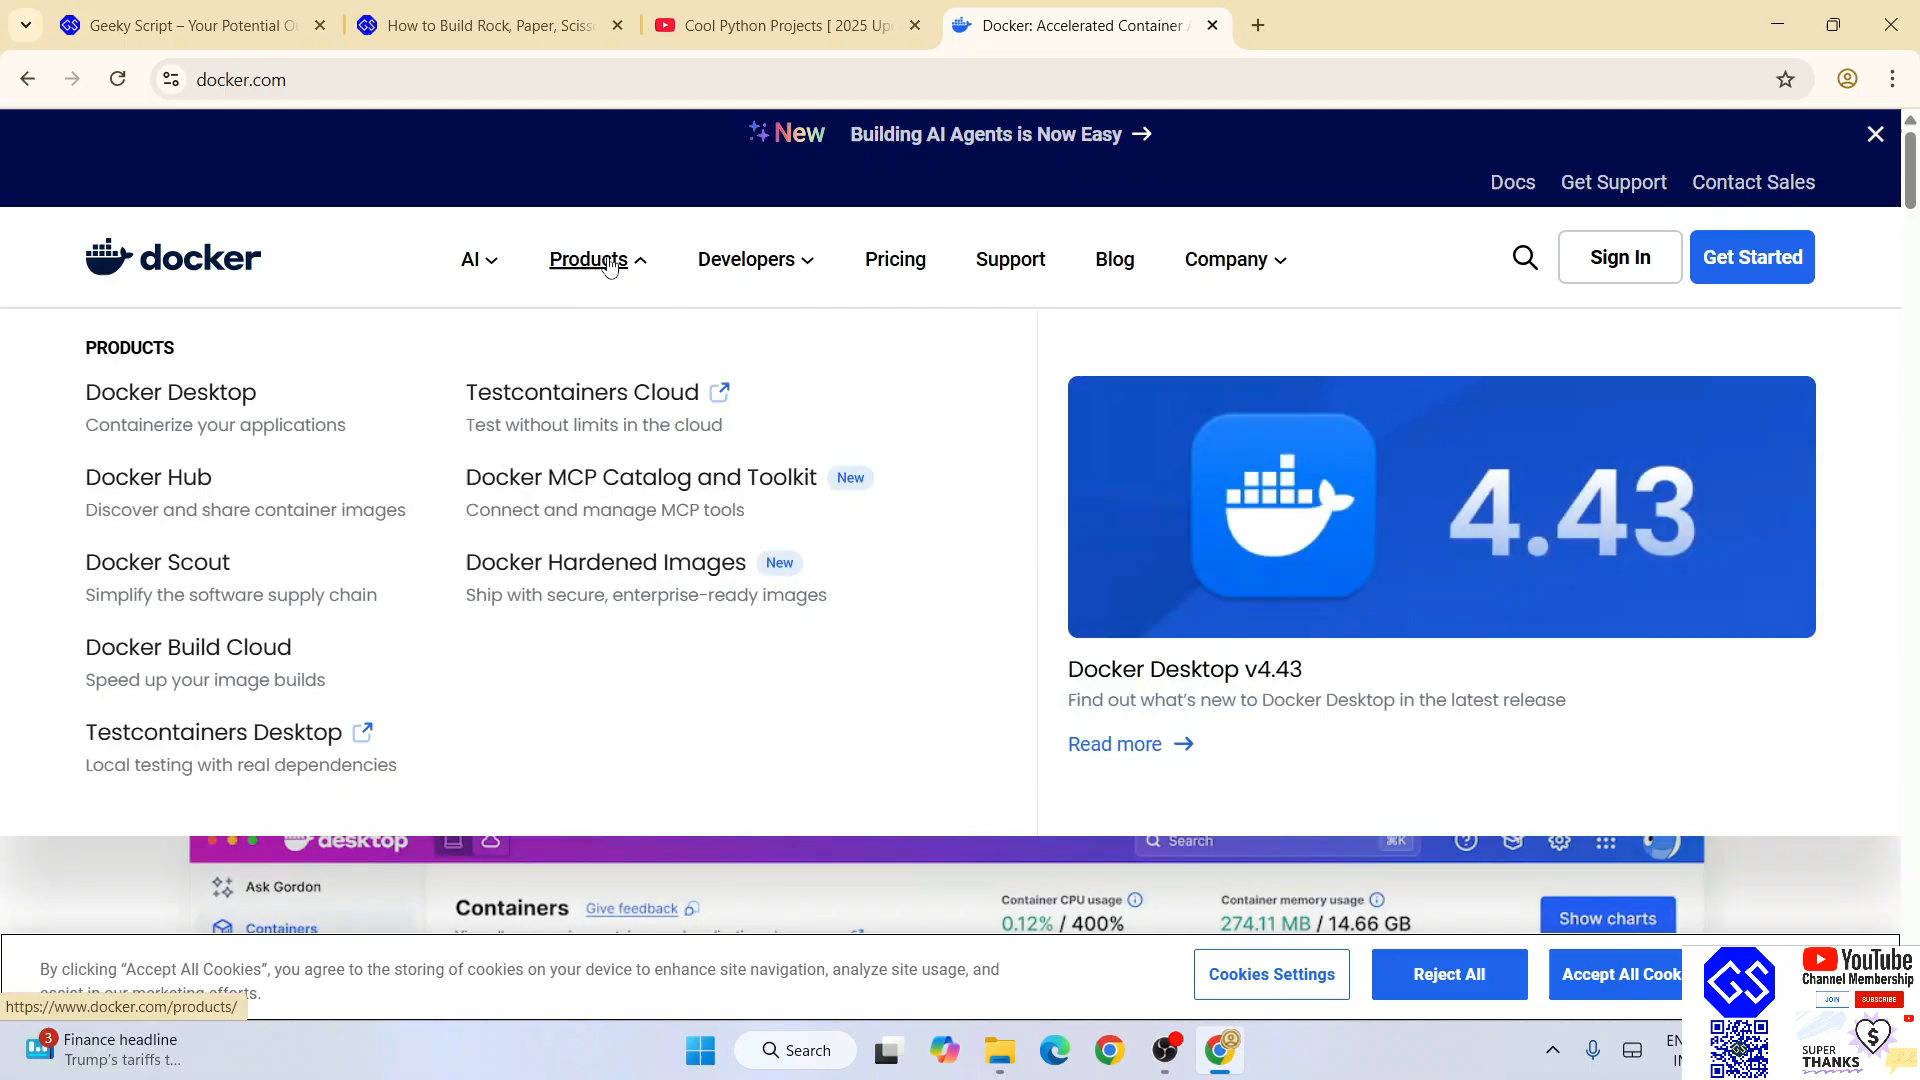 Geeky Script – Your Potential O
How to Build Rock, Paper, Sciss
Cool Python Projects [ 2025 Up
Docker: Accelerated Container A
docker.com
New Building AI Agents is Now Easy →
Docs Get Support Contact Sales
docker
AI Products Developers Pricing Support Blog Company
Sign In Get Started
PRODUCTS
Docker Desktop
Containerize your applications
Docker Hub
Discover and share container images
Docker Scout
Simplify the software supply chain
Docker Build Cloud
Speed up your image builds
Testcontainers Desktop
Local testing with real dependencies
Testcontainers Cloud
Test without limits in the cloud
Docker MCP Catalog and Toolkit New
Connect and manage MCP tools
Docker Hardened Images New
Ship with secure, enterprise-ready images
4.43
Docker Desktop v4.43
Find out what’s new to Docker Desktop in the latest release
Read more →
desktop
Search ⌘K
Ask Gordon
Containers
Containers Give feedback
Container CPU usage
0.12% / 400%
Container memory usage
274.11 MB / 14.66 GB
Show charts
By clicking “Accept All Cookies”, you agree to the storing of cookies on your device to enhance site navigation, analyze site usage, and
assist in our marketing efforts.
Cookies Settings
Reject All
Accept All Cook
https://www.docker.com/products/
3
Finance headline
Trump's tariffs t...
Search
GS
YouTube
Channel Membership
JOIN SUBSCRIBE
SUPER
THANKS
$